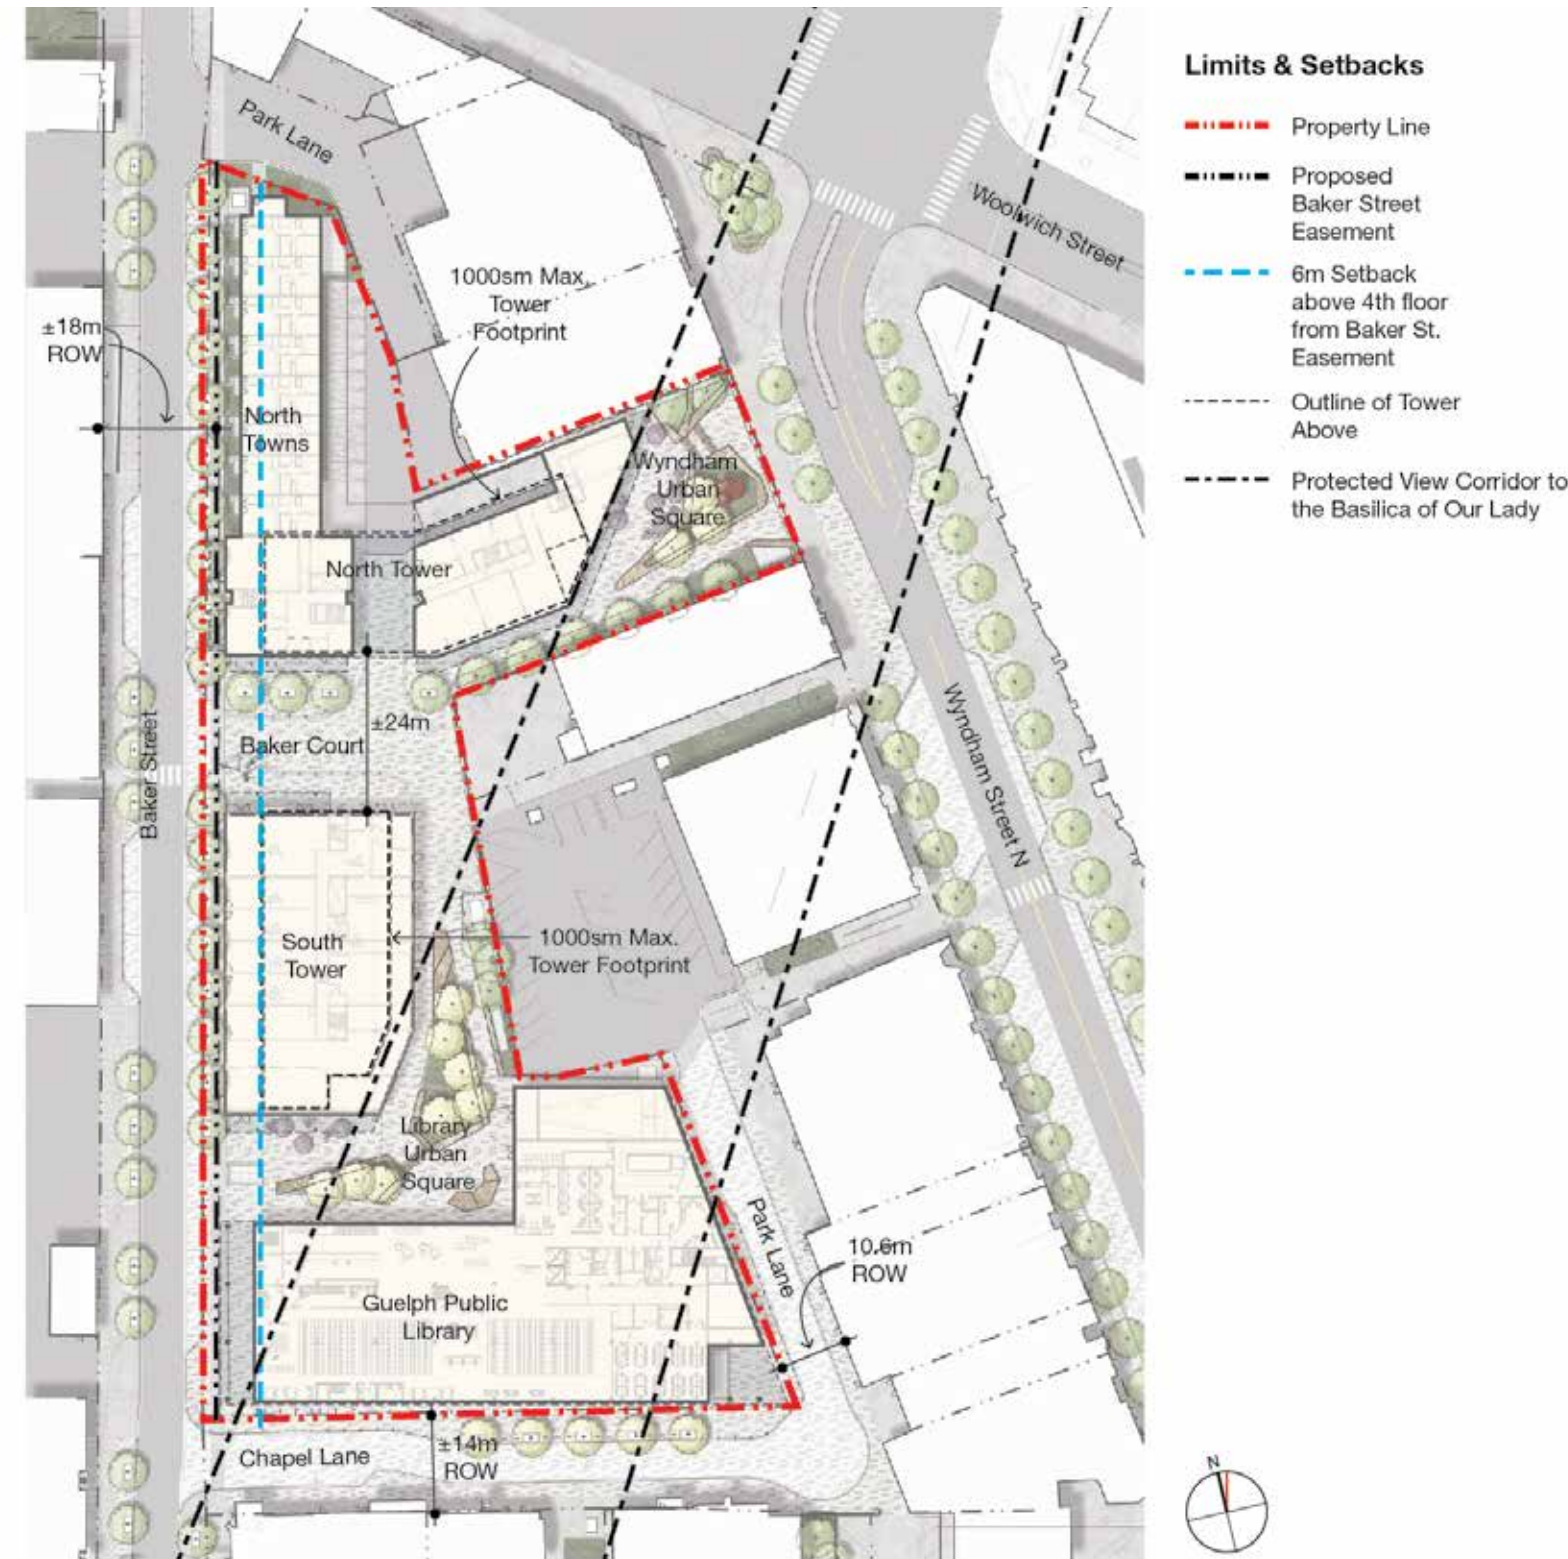 Limits & Setbacks
Property Line
Proposed
Baker Street
Easement
6m Setback
above 4th floor
from Baker St.
Easement
Outline of Tower
Above
Protected View Corridor to
the Basilica of Our Lady
Park Lane
Woolwich Street
1000sm Max.
Tower
Footprint
±18m
ROW
North
Towns
Wyndham
Urban
Square
North Tower
±24m
Baker Court
Baker Street
Wyndham Street N
South
Tower
1000sm Max.
Tower Footprint
Library
Urban
Square
Park Lane
10.6m
ROW
Guelph Public
Library
±14m
ROW
Chapel Lane
N